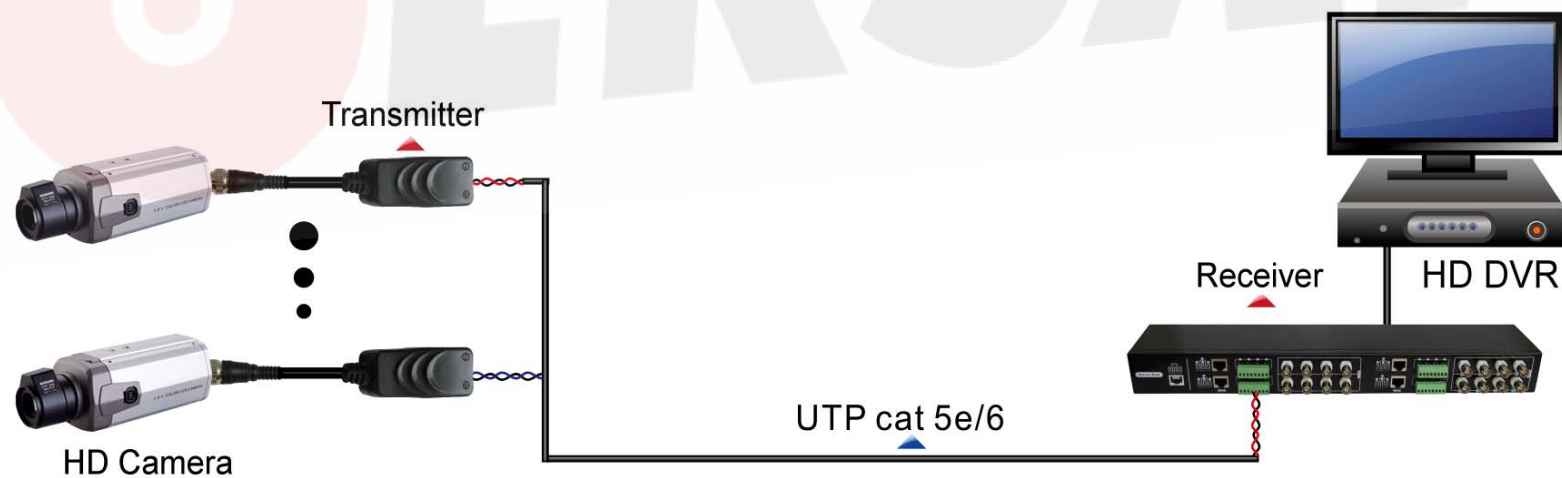 Transmitter
Receiver
HD DVR
UTP cat 5e/6
HD Camera